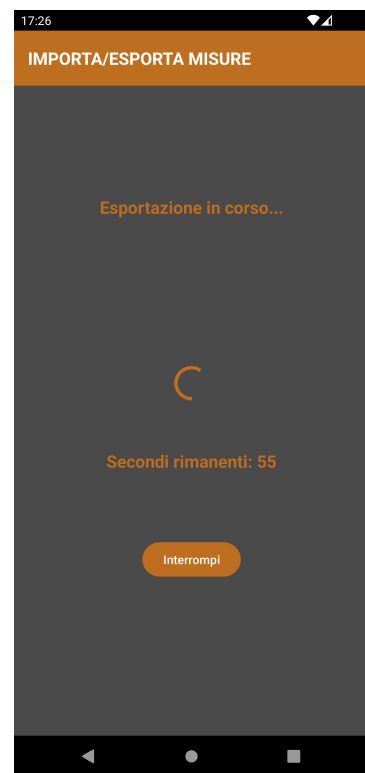 17:26
IMPORTA/ESPORTA MISURE
Esportazione in corso...
Secondi rimanenti: 55
Interrompi